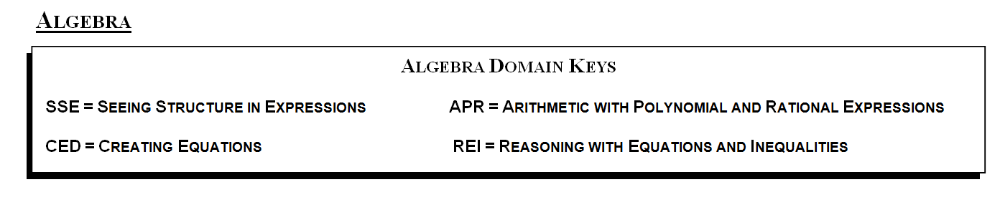 ALGEBRA
ALGEBRA DOMAIN KEYS
SSE = SEEING STRUCTURE IN EXPRESSIONS APR = ARITHMETIC WITH POLYNOMIAL AND RATIONAL EXPRESSIONS
CED = CREATING EQUATIONS REI = REASONING WITH EQUATIONS AND INEQUALITIES